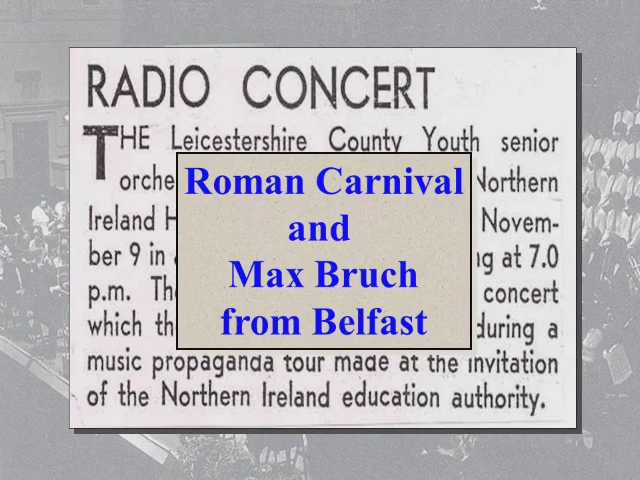 RADIO CONCERT
THE Leicestershire County Youth senior
orche Northern
Ireland H Novem-
ber 9 in at 7.0
p.m. Th concert
which th during a
music propaganda tour made at the invitation
of the Northern Ireland education authority.
Roman Carnival
and
Max Bruch
from Belfast